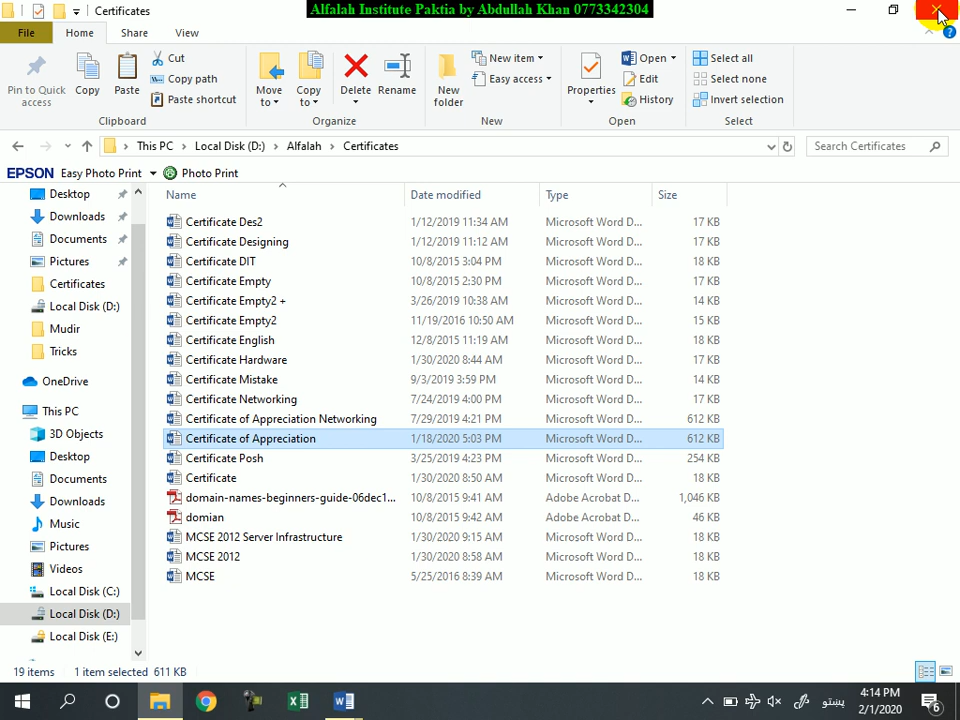 Certificates
Alfalah Institute Paktia by Abdullah Khan 0773342304
File
Home
Share
View
Pin to Quick access
Copy
Paste
Cut
Copy path
Paste shortcut
Clipboard
Move to
Copy to
Delete
Rename
Organize
New folder
New item
Easy access
New
Properties
Open
Edit
History
Open
Select all
Select none
Invert selection
Select
This PC
Local Disk (D:)
Alfalah
Certificates
Search Certificates
EPSON Easy Photo Print
Photo Print
Name Date modified Type Size
Desktop
Downloads
Documents
Pictures
Certificates
Local Disk (D:)
Mudir
Tricks
OneDrive
This PC
3D Objects
Desktop
Documents
Downloads
Music
Pictures
Videos
Local Disk (C:)
Local Disk (D:)
Local Disk (E:)
Certificate Des2 1/12/2019 11:34 AM Microsoft Word D... 17 KB
Certificate Designing 1/12/2019 11:12 AM Microsoft Word D... 17 KB
Certificate DIT 10/8/2015 3:04 PM Microsoft Word D... 18 KB
Certificate Empty 10/8/2015 2:30 PM Microsoft Word D... 17 KB
Certificate Empty2 + 3/26/2019 10:38 AM Microsoft Word D... 14 KB
Certificate Empty2 11/19/2016 10:50 AM Microsoft Word D... 15 KB
Certificate English 12/8/2015 11:19 AM Microsoft Word D... 18 KB
Certificate Hardware 1/30/2020 8:44 AM Microsoft Word D... 17 KB
Certificate Mistake 9/3/2019 3:59 PM Microsoft Word D... 14 KB
Certificate Networking 7/24/2019 4:00 PM Microsoft Word D... 17 KB
Certificate of Appreciation Networking 7/29/2019 4:21 PM Microsoft Word D... 612 KB
Certificate of Appreciation 1/18/2020 5:03 PM Microsoft Word D... 612 KB
Certificate Posh 3/25/2019 4:23 PM Microsoft Word D... 254 KB
Certificate 1/30/2020 8:50 AM Microsoft Word D... 18 KB
domain-names-beginners-guide-06dec1... 10/8/2015 9:41 AM Adobe Acrobat D... 1,046 KB
domian 10/8/2015 9:42 AM Adobe Acrobat D... 46 KB
MCSE 2012 Server Infrastructure 1/30/2020 9:15 AM Microsoft Word D... 18 KB
MCSE 2012 1/30/2020 8:58 AM Microsoft Word D... 18 KB
MCSE 5/25/2016 8:39 AM Microsoft Word D... 18 KB
19 items 1 item selected 611 KB
پښتو
4:14 PM
2/1/2020
6